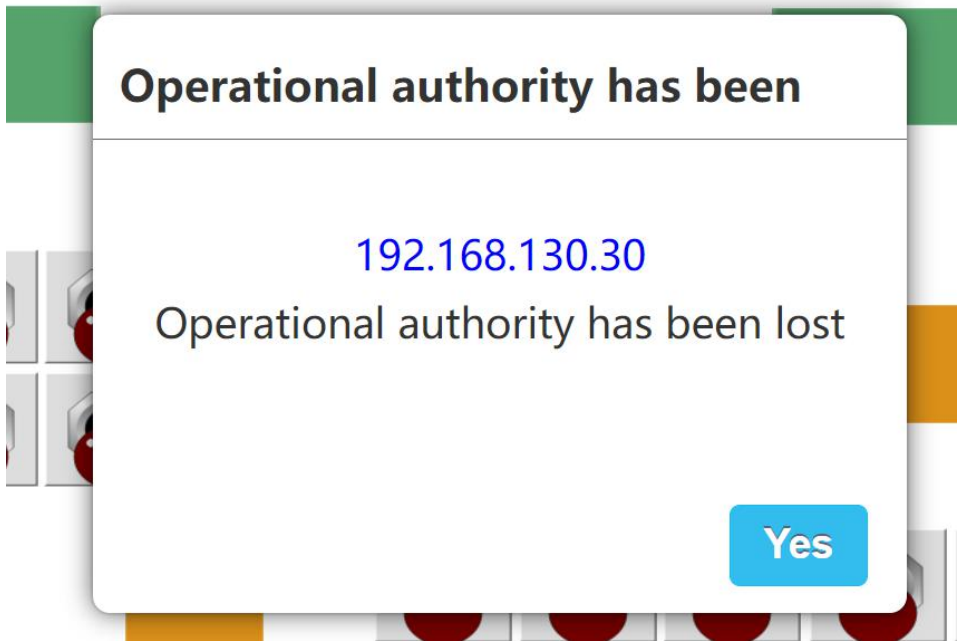 Operational authority has been
192.168.130.30
Operational authority has been lost
Yes